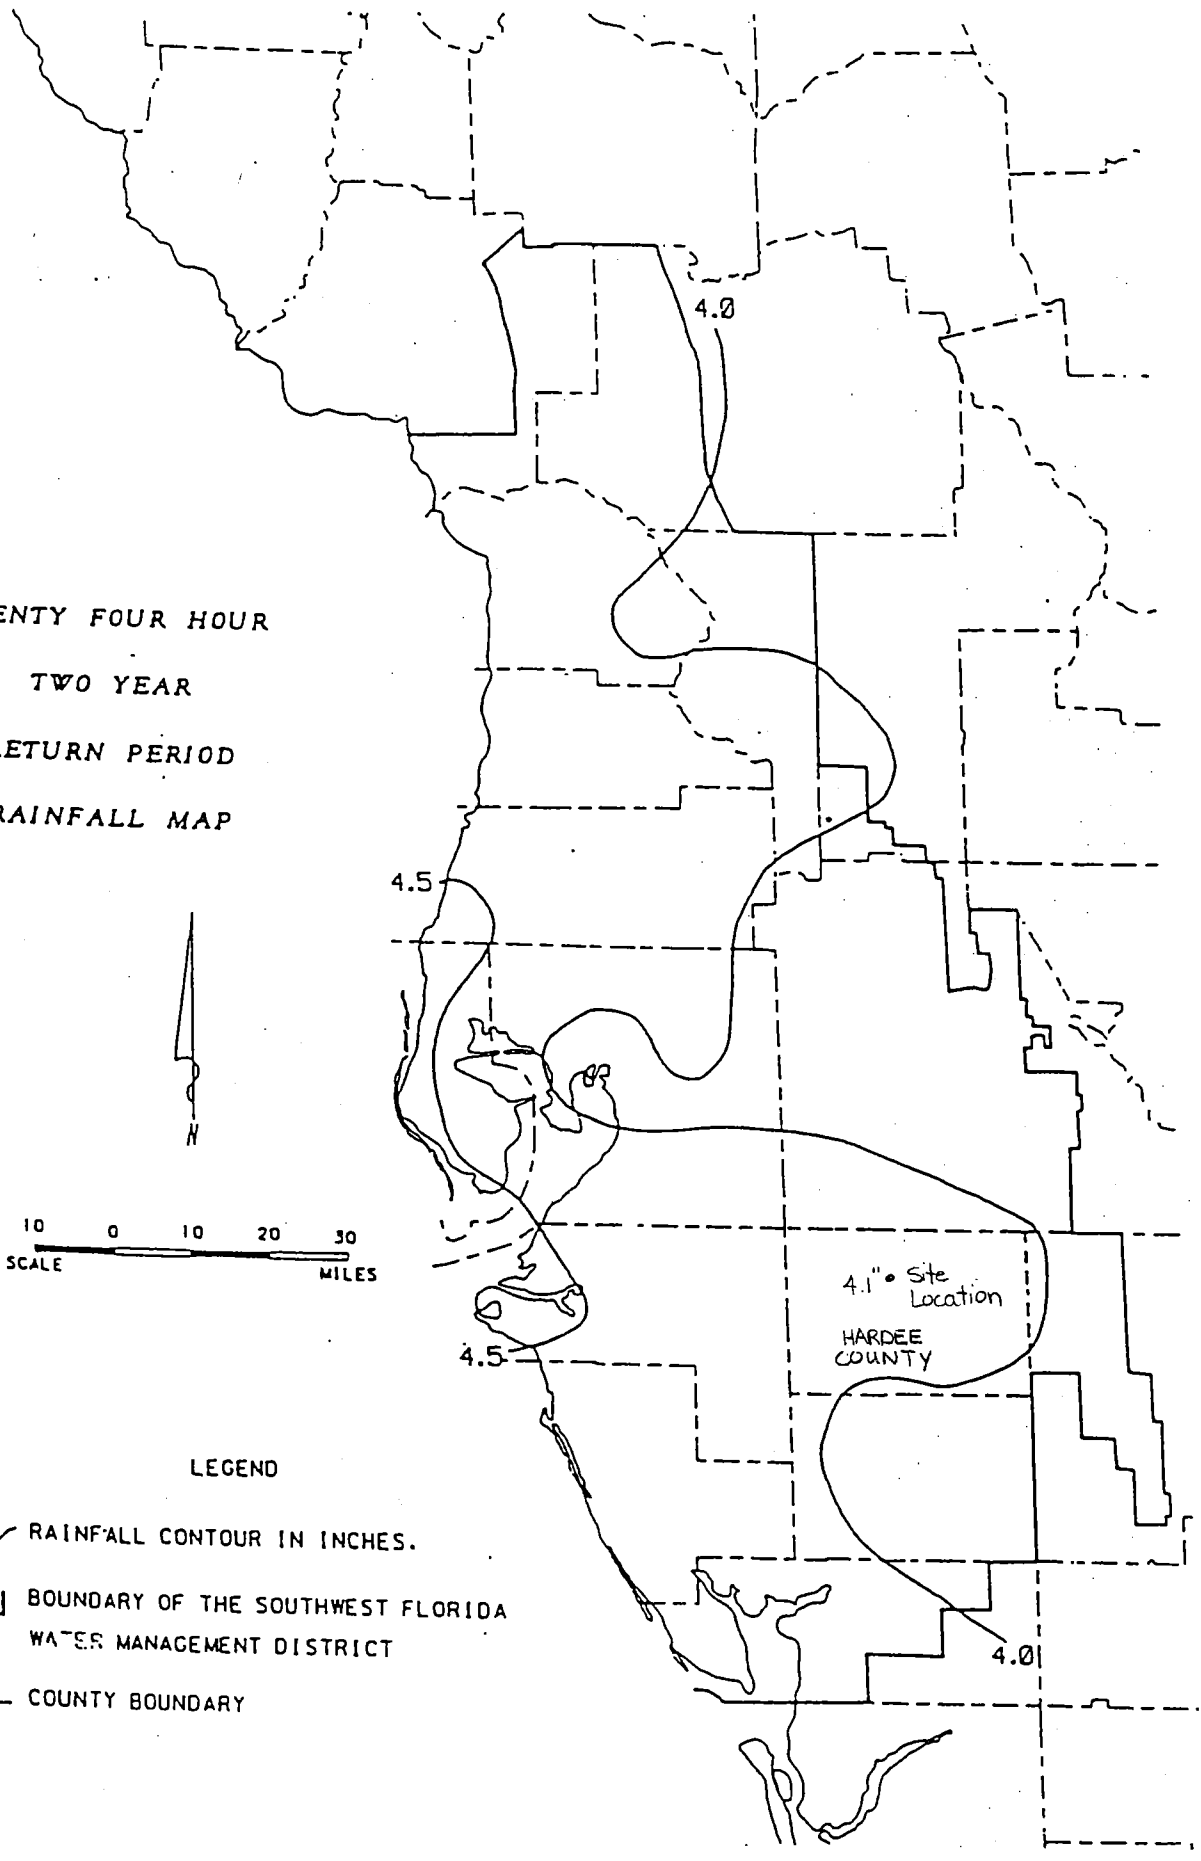 4.0
ENTY FOUR HOUR
TWO YEAR
RETURN PERIOD
RAINFALL MAP
4.5
N
10 0 10 20 30
SCALE MILES
4.1" • Site
Location
HARDEE
COUNTY
4.5
LEGEND
RAINFALL CONTOUR IN INCHES.
BOUNDARY OF THE SOUTHWEST FLORIDA
WATER MANAGEMENT DISTRICT
4.0
COUNTY BOUNDARY